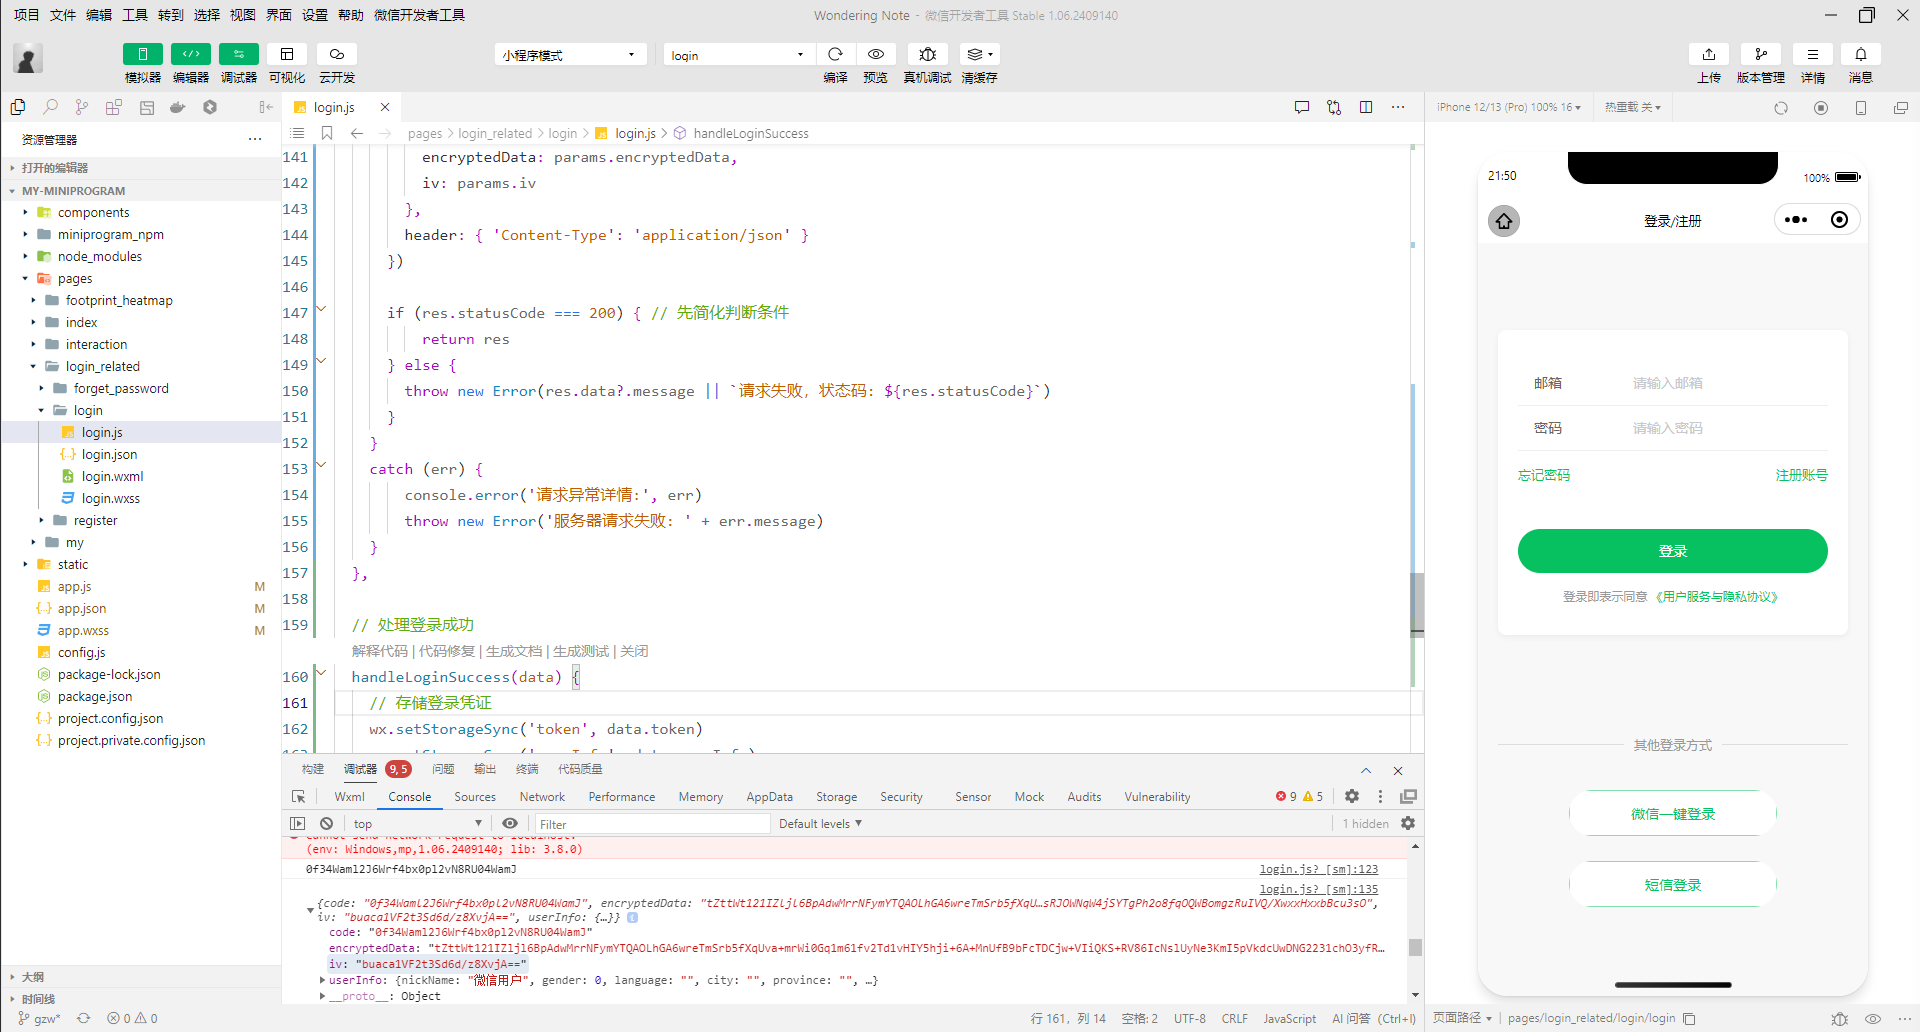 项目 文件 编辑 工具 转到 选择 视图 界面 设置 帮助 微信开发者工具
Wondering Note - 微信开发者工具 Stable 1.06.2409140
模拟器 编辑器 调试器 可视化 云开发
小程序模式
login
编译 预览 真机调试 清缓存
上传 版本管理 详情 消息
资源管理器
打开的编辑器
MY-MINIPROGRAM
components
miniprogram_npm
node_modules
pages
footprint_heatmap
index
interaction
login_related
forget_password
login
login.js
login.json
login.wxml
login.wxss
register
my
static
app.js M
app.json M
app.wxss M
config.js
package-lock.json
package.json
project.config.json
project.private.config.json
大纲
时间线
login.js
pages > login_related > login > login.js > handleLoginSuccess
141 encryptedData: params.encryptedData,
142 iv: params.iv
143 },
144 header: { 'Content-Type': 'application/json' }
145 })
146
147 if (res.statusCode === 200) { // 先简化判断条件
148 return res
149 } else {
150 throw new Error(res.data?.message || `请求失败，状态码: ${res.statusCode}`)
151 }
152 }
153 catch (err) {
154 console.error('请求异常详情:', err)
155 throw new Error('服务器请求失败: ' + err.message)
156 }
157 },
158
159 // 处理登录成功
解释代码 | 代码修复 | 生成文档 | 生成测试 | 关闭
160 handleLoginSuccess(data) {
161 // 存储登录凭证
162 wx.setStorageSync('token', data.token)
构建 调试器 9, 5 问题 输出 终端 代码质量
Wxml Console Sources Network Performance Memory AppData Storage Security Sensor Mock Audits Vulnerability 9 5
top Filter Default levels 1 hidden
(env: Windows,mp,1.06.2409140; lib: 3.8.0)
0f34Waml2J6Wrf4bx0pl2vN8RU04WamJ login.js? [sm]:123
login.js? [sm]:135
{code: "0f34Waml2J6Wrf4bx0pl2vN8RU04WamJ", encryptedData: "tZttWt121IZljl6BpAdwMrrNFymYTQAOLhGA6wreTmSrb5fXqU…sRJOWNqW4jSYTgPh2o8fqOQWBomgzRuIVQ/XwxxHxxbBcu3sO", iv: "buaca1VF2t3Sd6d/z8XvjA==", userInfo: {…}}
code: "0f34Waml2J6Wrf4bx0pl2vN8RU04WamJ"
encryptedData: "tZttWt121IZljl6BpAdwMrrNFymYTQAOLhGA6wreTmSrb5fXqUva+mrWi0Gq1m61fv2Td1vHIY5hji+6A+MnUfB9bFcTDCjw+VIiQKS+RV86IcNslUyNe3KmI5pVkdcUwDNG2231chO3yfR…
iv: "buaca1VF2t3Sd6d/z8XvjA=="
userInfo: {nickName: "微信用户", gender: 0, language: "", city: "", province: "", …}
__proto__: Object
gzw* 0 0
行 161，列 14 空格: 2 UTF-8 CRLF JavaScript AI 问答 (Ctrl+I)
iPhone 12/13 (Pro) 100% 16 热重载 关
21:50 100%
登录/注册
邮箱 请输入邮箱
密码 请输入密码
忘记密码 注册账号
登录
登录即表示同意《用户服务与隐私协议》
其他登录方式
微信一键登录
短信登录
页面路径 | pages/login_related/login/login